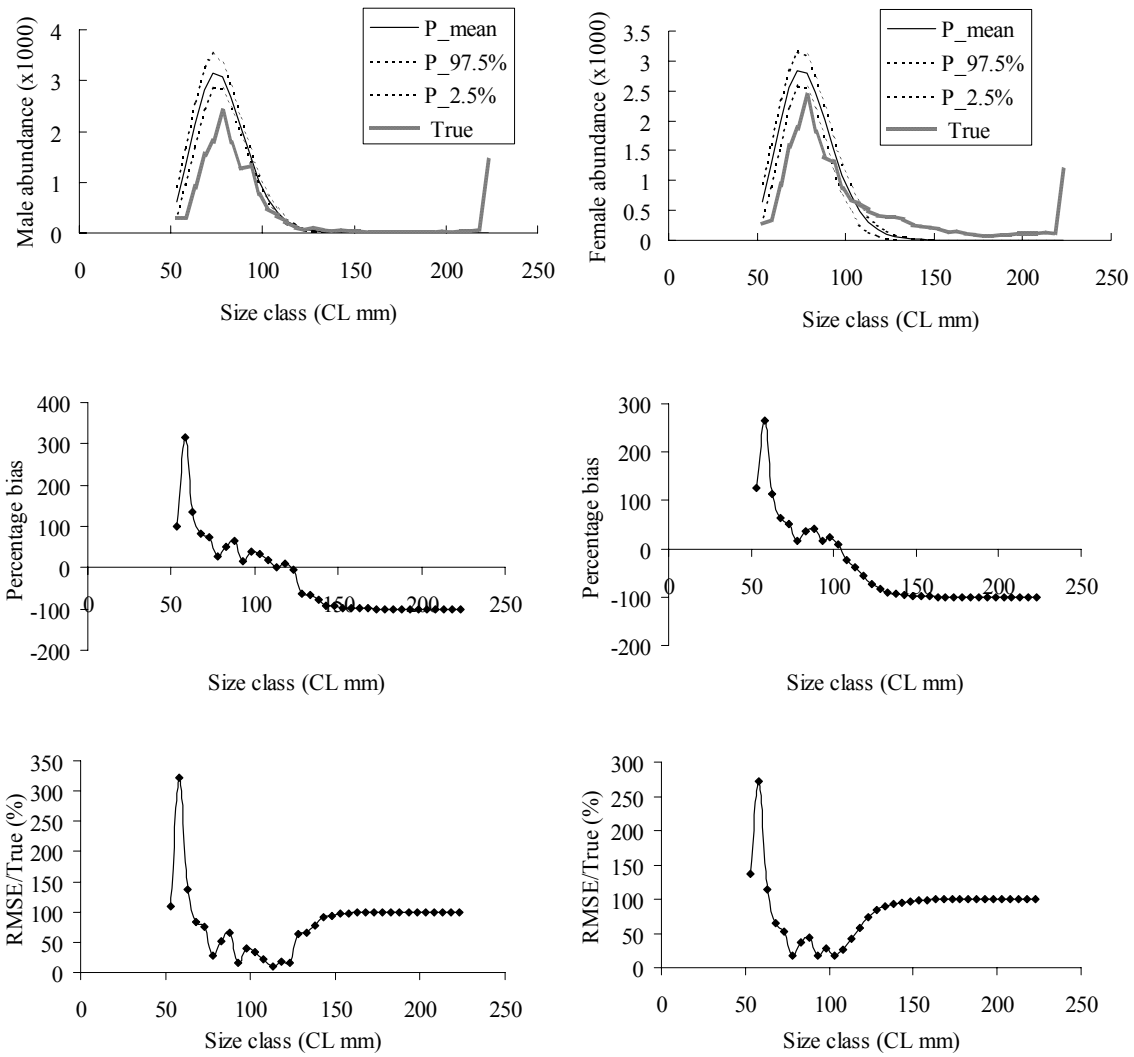 Male abundance (x1000)
4
3
2
1
0
0 50 100 150 200 250
Size class (CL mm)
P_mean
P_97.5%
P_2.5%
True
Female abundance (x1000)
3.5
3
2.5
2
1.5
1
0.5
0
0 50 100 150 200 250
Size class (CL mm)
P_mean
P_97.5%
P_2.5%
True
Percentage bias
400
300
200
100
0
-100
-200
0 50 100 150 200 250
Size class (CL mm)
Percentage bias
300
200
100
0
-100
-200
0 50 100 150 200 250
Size class (CL mm)
RMSE/True (%)
350
300
250
200
150
100
50
0
0 50 100 150 200 250
Size class (CL mm)
RMSE/True (%)
300
250
200
150
100
50
0
0 50 100 150 200 250
Size class (CL mm)